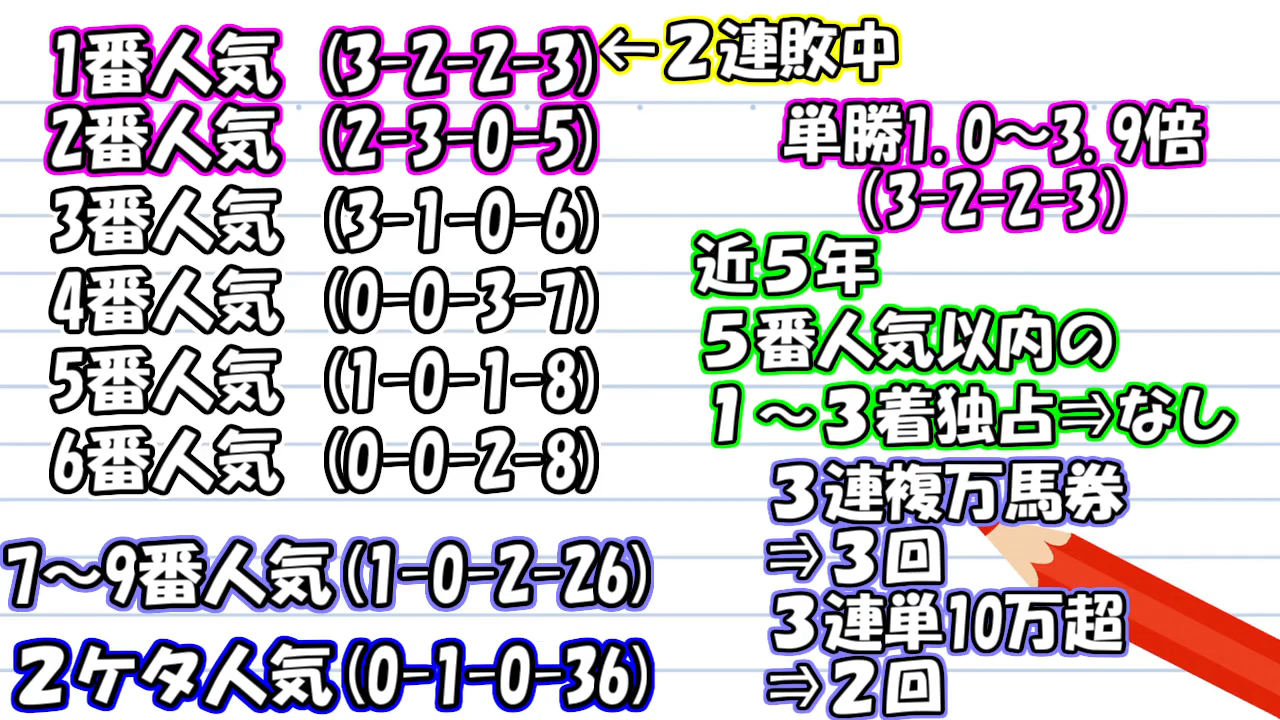 1番人気 (3-2-2-3)←２連敗中
2番人気 (2-3-0-5)
3番人気 (3-1-0-6)
4番人気 (0-0-3-7)
5番人気 (1-0-1-8)
6番人気 (0-0-2-8)
7〜9番人気(1-0-2-26)
２ケタ人気(0-1-0-36)
単勝1.0〜3.9倍
(3-2-2-3)
近５年
５番人気以内の
１〜３着独占⇒なし
３連複万馬券
⇒３回
３連単10万超
⇒２回